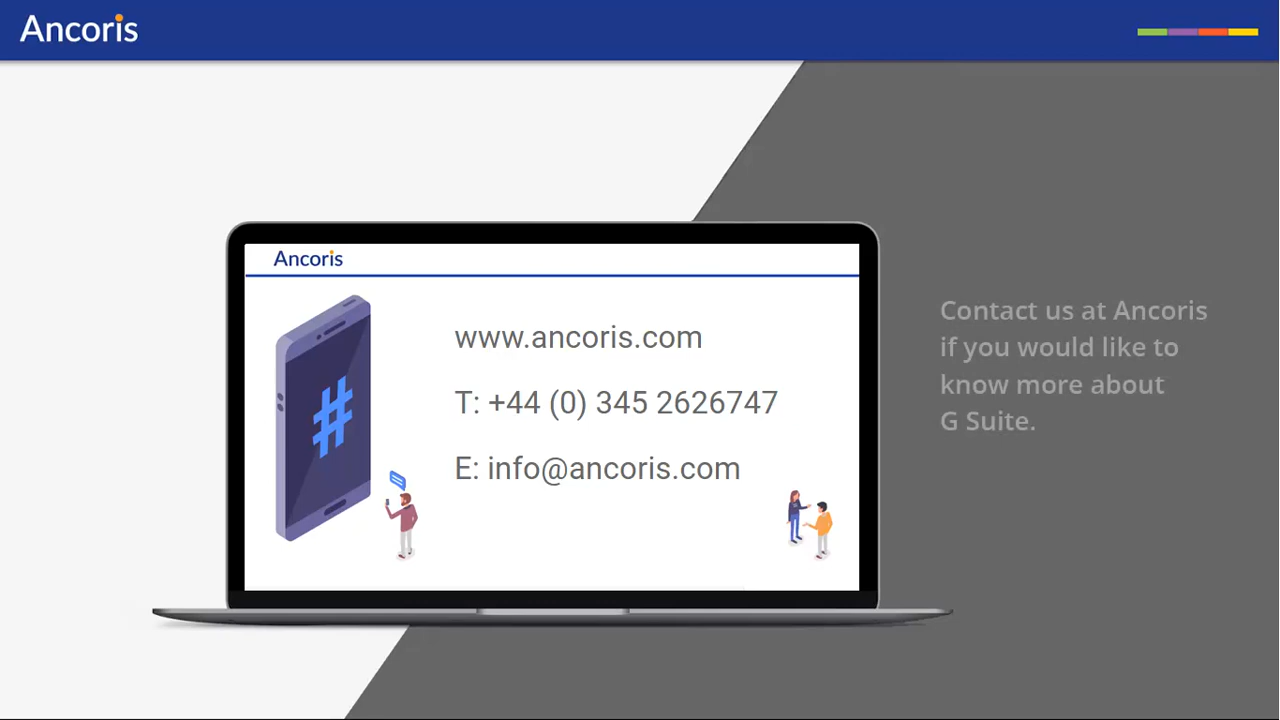 Ancoris
Ancoris
#
www.ancoris.com
T: +44 (0) 345 2626747
E: info@ancoris.com
Contact us at Ancoris
if you would like to
know more about
G Suite.